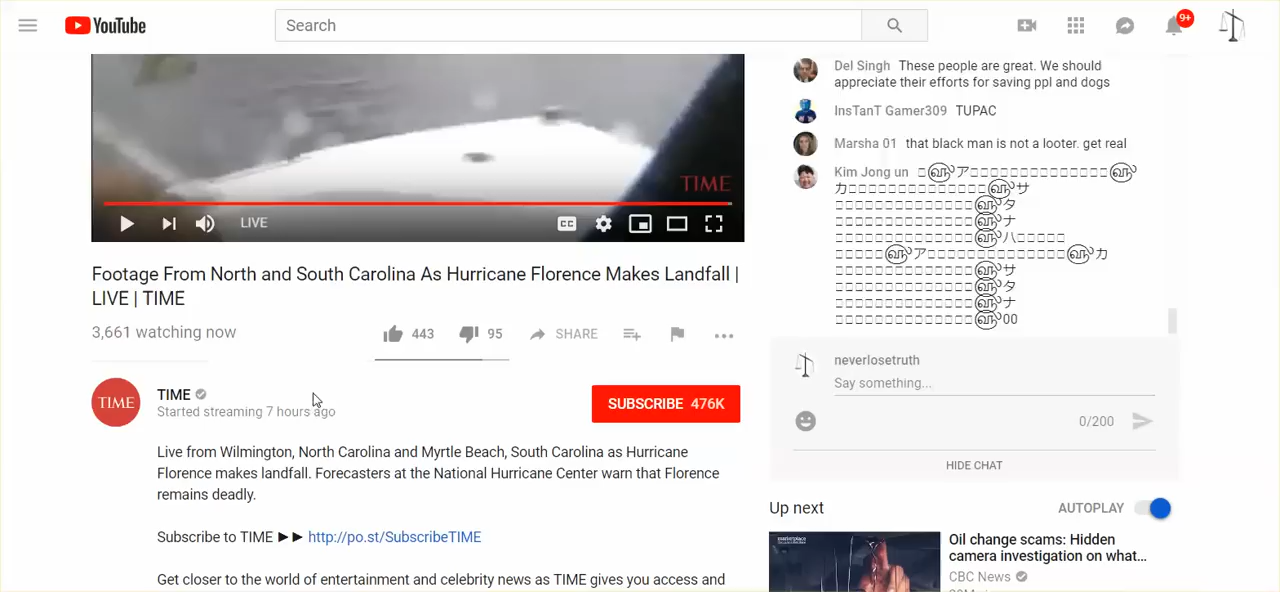 YouTube
Search
9+
Del Singh These people are great. We should
appreciate their efforts for saving ppl and dogs
InsTanT Gamer309 TUPAC
Marsha 01 that black man is not a looter. get real
Kim Jong un
TIME
LIVE
CC
Footage From North and South Carolina As Hurricane Florence Makes Landfall |
LIVE | TIME
3,661 watching now
443
95
SHARE
TIME
TIME
Started streaming 7 hours ago
SUBSCRIBE 476K
Live from Wilmington, North Carolina and Myrtle Beach, South Carolina as Hurricane
Florence makes landfall. Forecasters at the National Hurricane Center warn that Florence
remains deadly.
Subscribe to TIME ►► http://po.st/SubscribeTIME
Get closer to the world of entertainment and celebrity news as TIME gives you access and
neverlosetruth
Say something...
0/200
HIDE CHAT
Up next
AUTOPLAY
marketplace
Oil change scams: Hidden
camera investigation on what...
CBC News